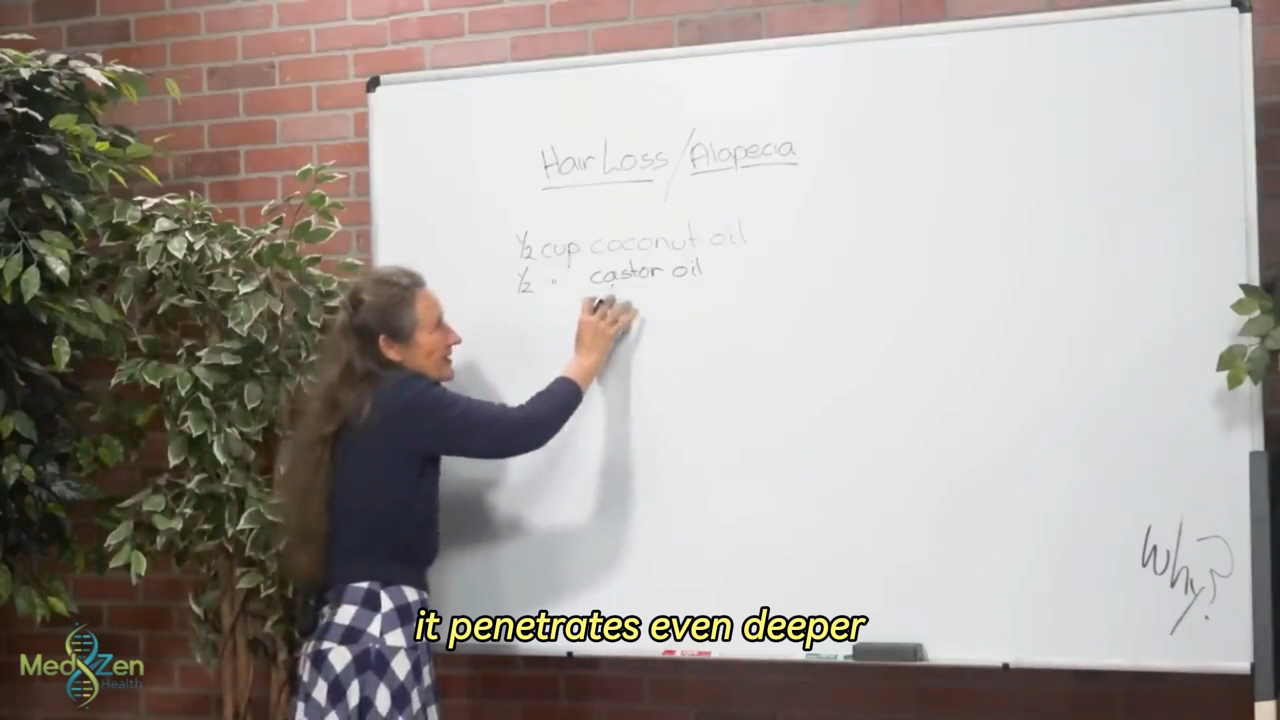 Hair Loss / Alopecia
1/2 cup coconut oil
1/2 " castor oil
Why?
it penetrates even deeper
MedZen
Health